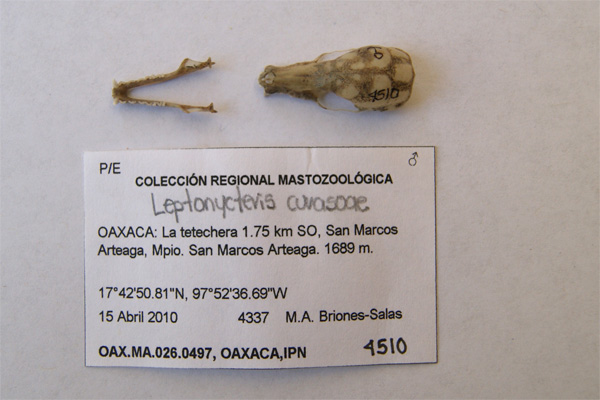 ♂
4510
P/E ♂
COLECCIÓN REGIONAL MASTOZOOLÓGICA
Leptonycteris curasoae
OAXACA: La tetechera 1.75 km SO, San Marcos
Arteaga, Mpio. San Marcos Arteaga. 1689 m.
17°42'50.81"N, 97°52'36.69"W
15 Abril 2010 4337 M.A. Briones-Salas
OAX.MA.026.0497, OAXACA,IPN 4510